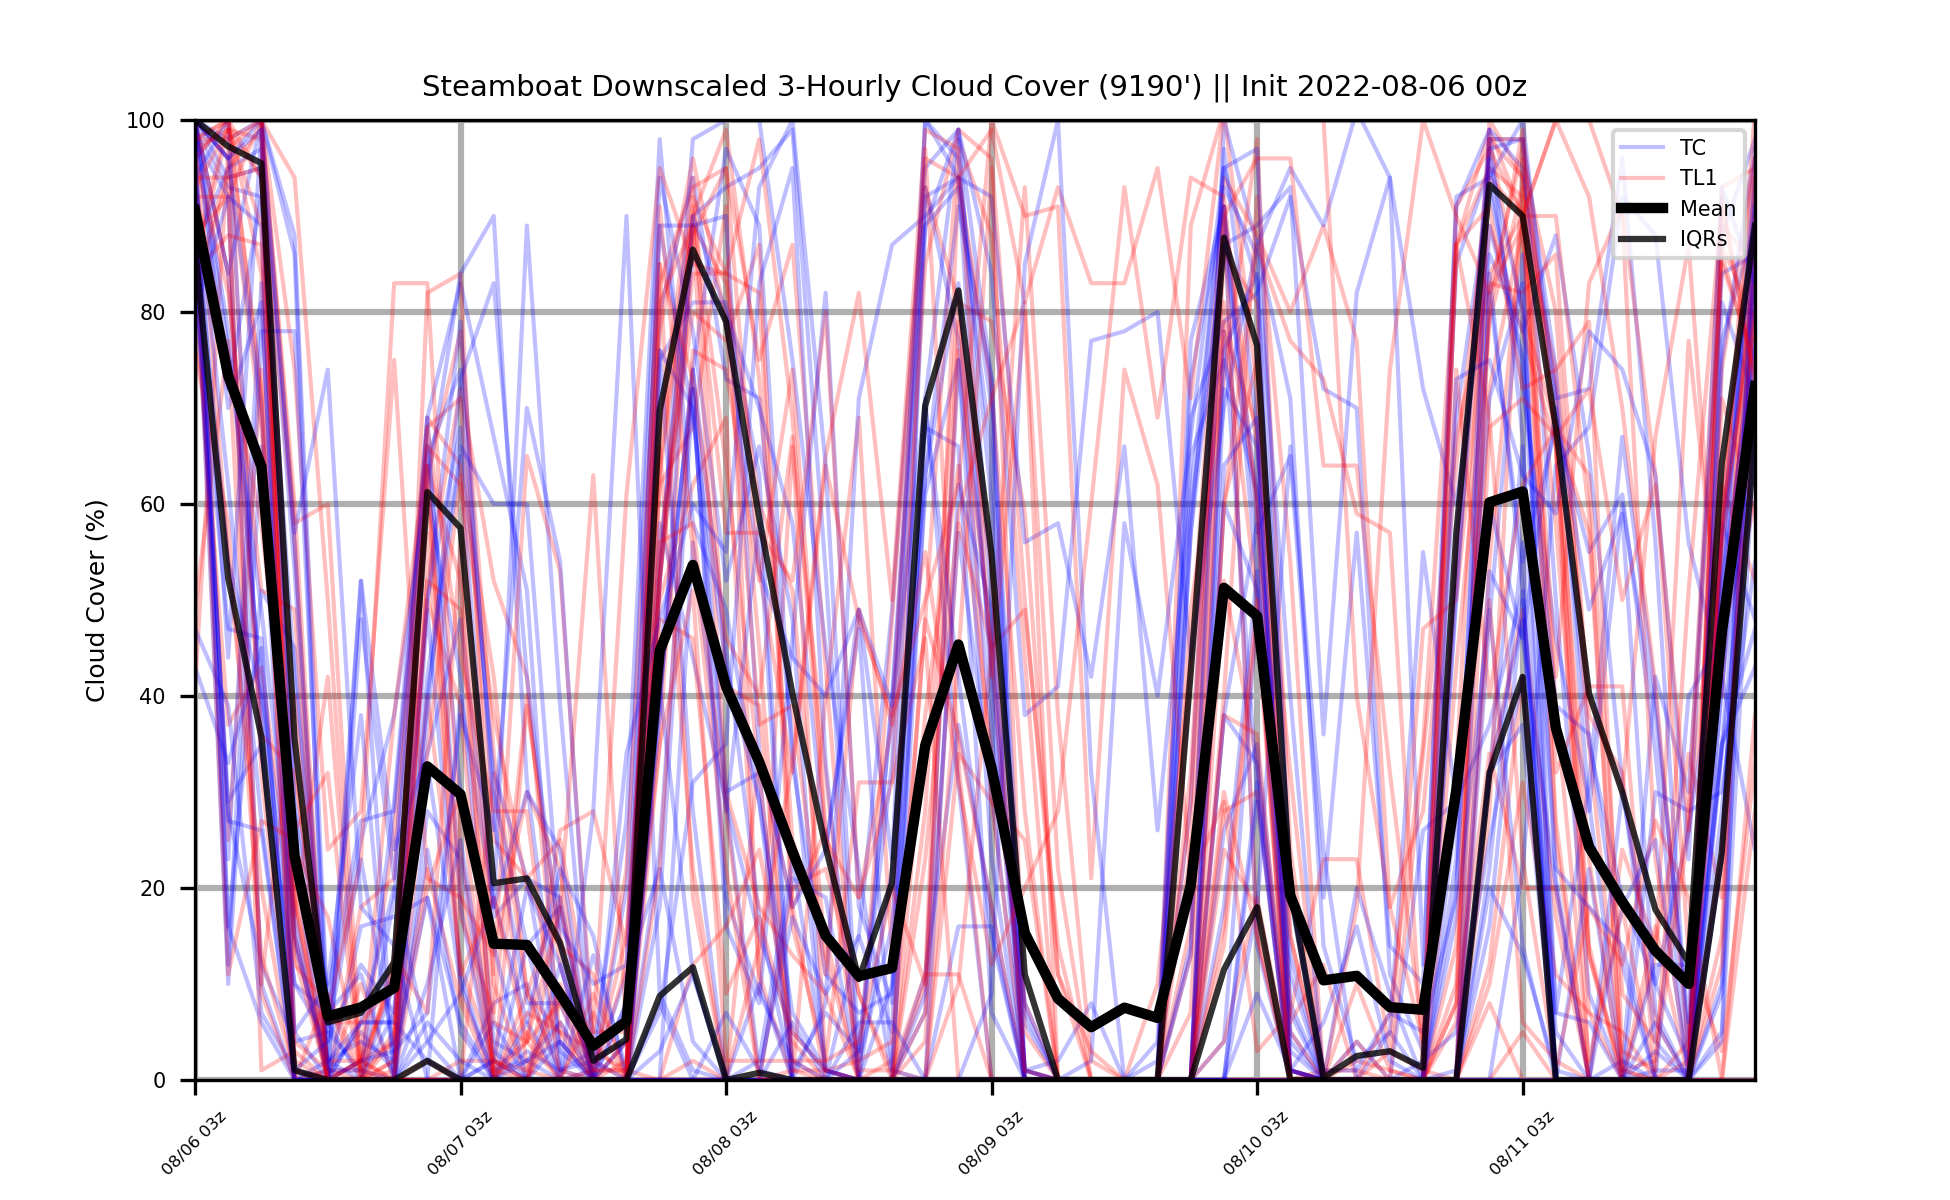 Steamboat Downscaled 3-Hourly Cloud Cover (9190') || Init 2022-08-06 00z
Cloud Cover (%)
100
80
60
40
20
0
TC
TL1
Mean
IQRs
08/06 03z
08/07 03z
08/08 03z
08/09 03z
08/10 03z
08/11 03z